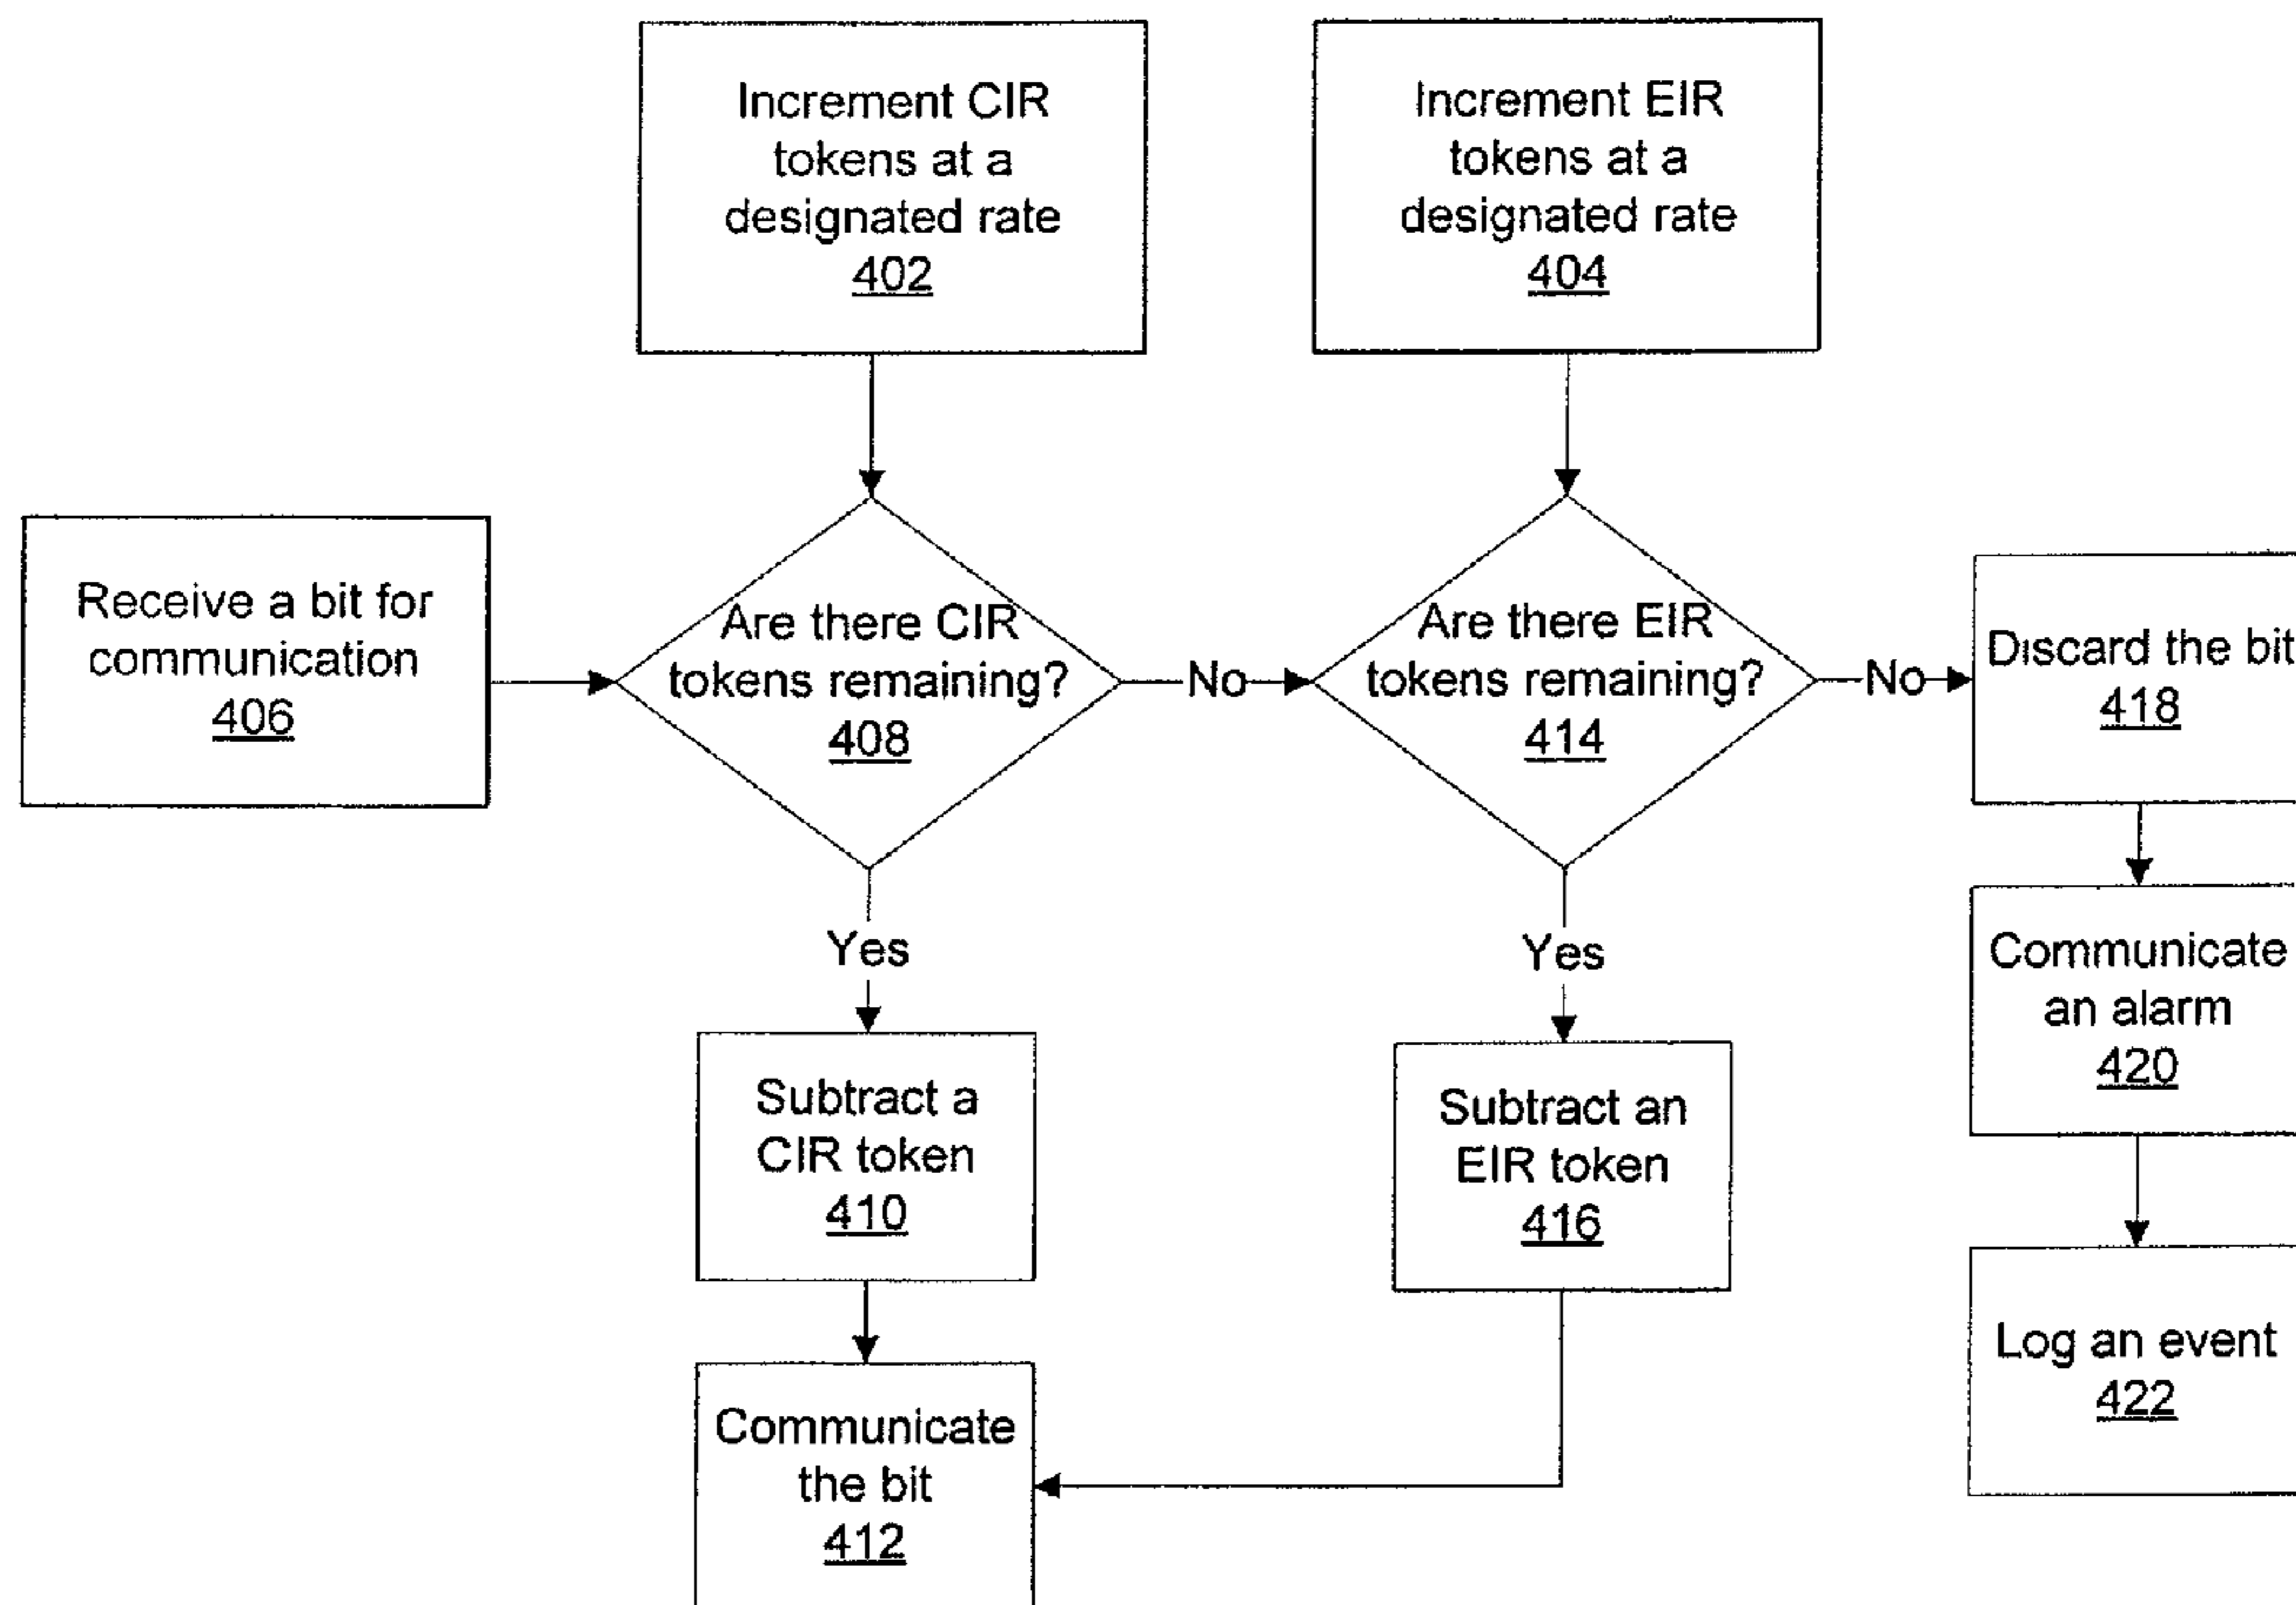 Increment CIR
tokens at a
designated rate
402
Increment EIR
tokens at a
designated rate
404
Receive a bit for
communication
406
Are there CIR
tokens remaining?
408
No
Are there EIR
tokens remaining?
414
No
Discard the bit
418
Yes
Yes
Communicate
an alarm
420
Subtract a
CIR token
410
Subtract an
EIR token
416
Log an event
422
Communicate
the bit
412